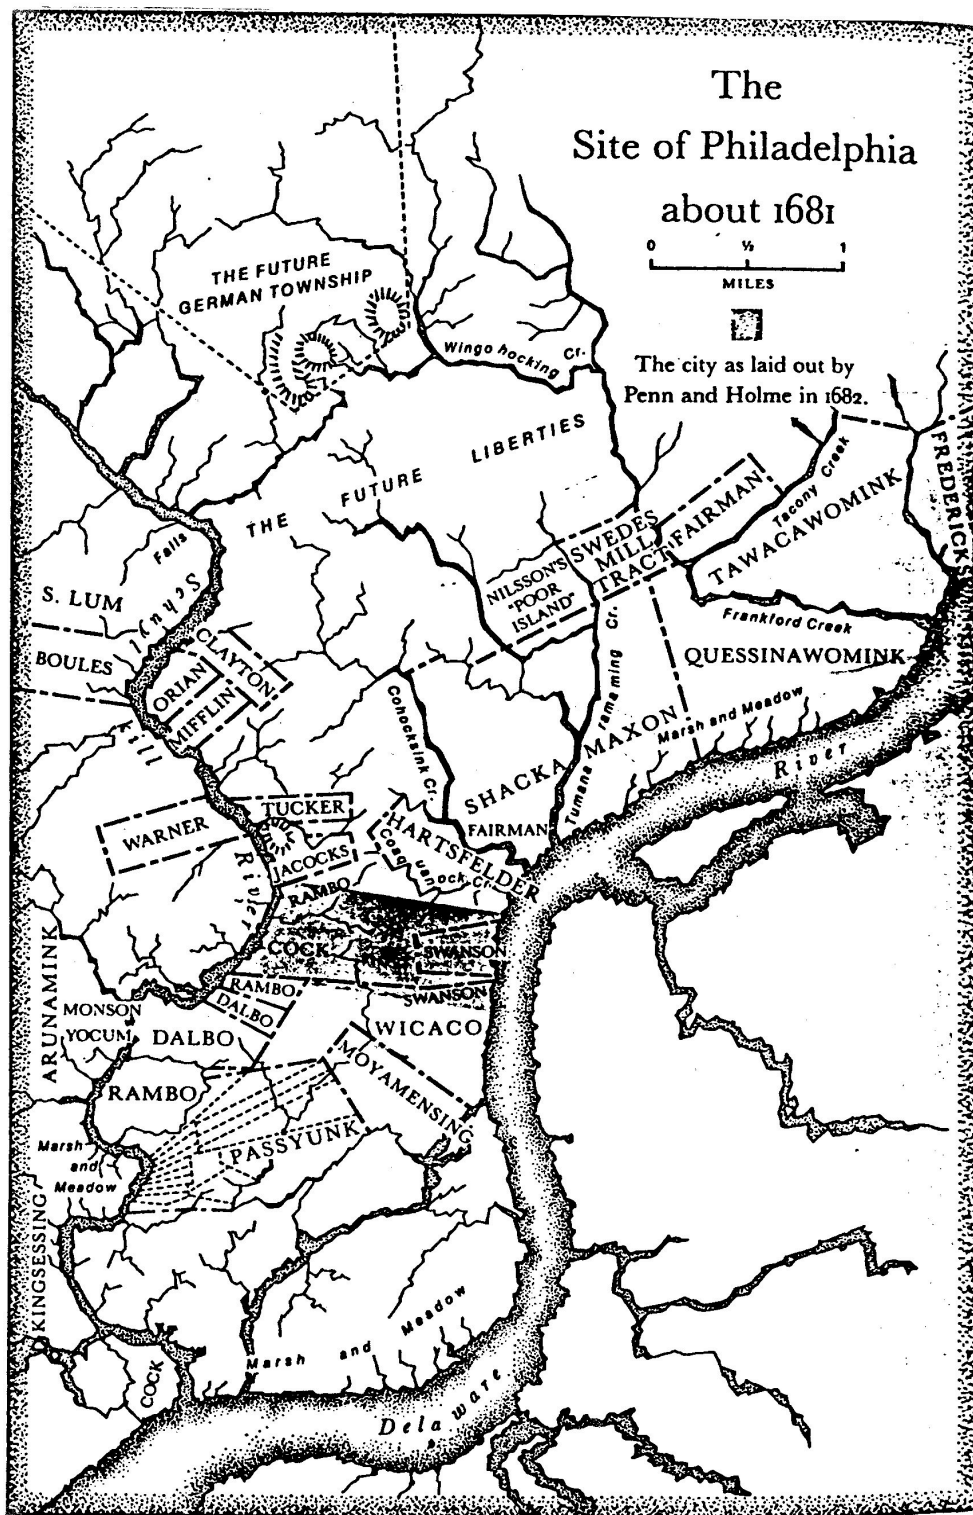 The
Site of Philadelphia
about 1681
0 ½ 1
MILES
The city as laid out by
Penn and Holme in 1682.
THE FUTURE
GERMAN TOWNSHIP
Wingohocking Cr.
THE FUTURE LIBERTIES
Tacony Creek
FREDERICKS
TAWACAWOMINK
FAIRMAN
SWEDES
MILL
TRACT
NILSSON'S
"POOR
ISLAND"
Frankford Creek
QUESSINAWOMINK
Marsh and Meadow
Falls
S. LUM
BOULES
Schuylkill River
CLAYTON
ORIAN
MIFFLIN
Cohocksink Cr.
Tumanaramaming Cr.
SHACKAMAXON
River
WARNER
TUCKER
JACOCKS
RAMBO
HARTSFELDER
FAIRMAN
Coaquanock Cr.
COCK
SWANSON
SWANSON
RAMBO
DALBO
WICACO
ARUNAMINK
MONSON
YOCUM
DALBO
RAMBO
MOYAMENSING
PASSYUNK
Marsh
and
Meadow
KINGSESSING
COCK
Marsh and Meadow
Delaware